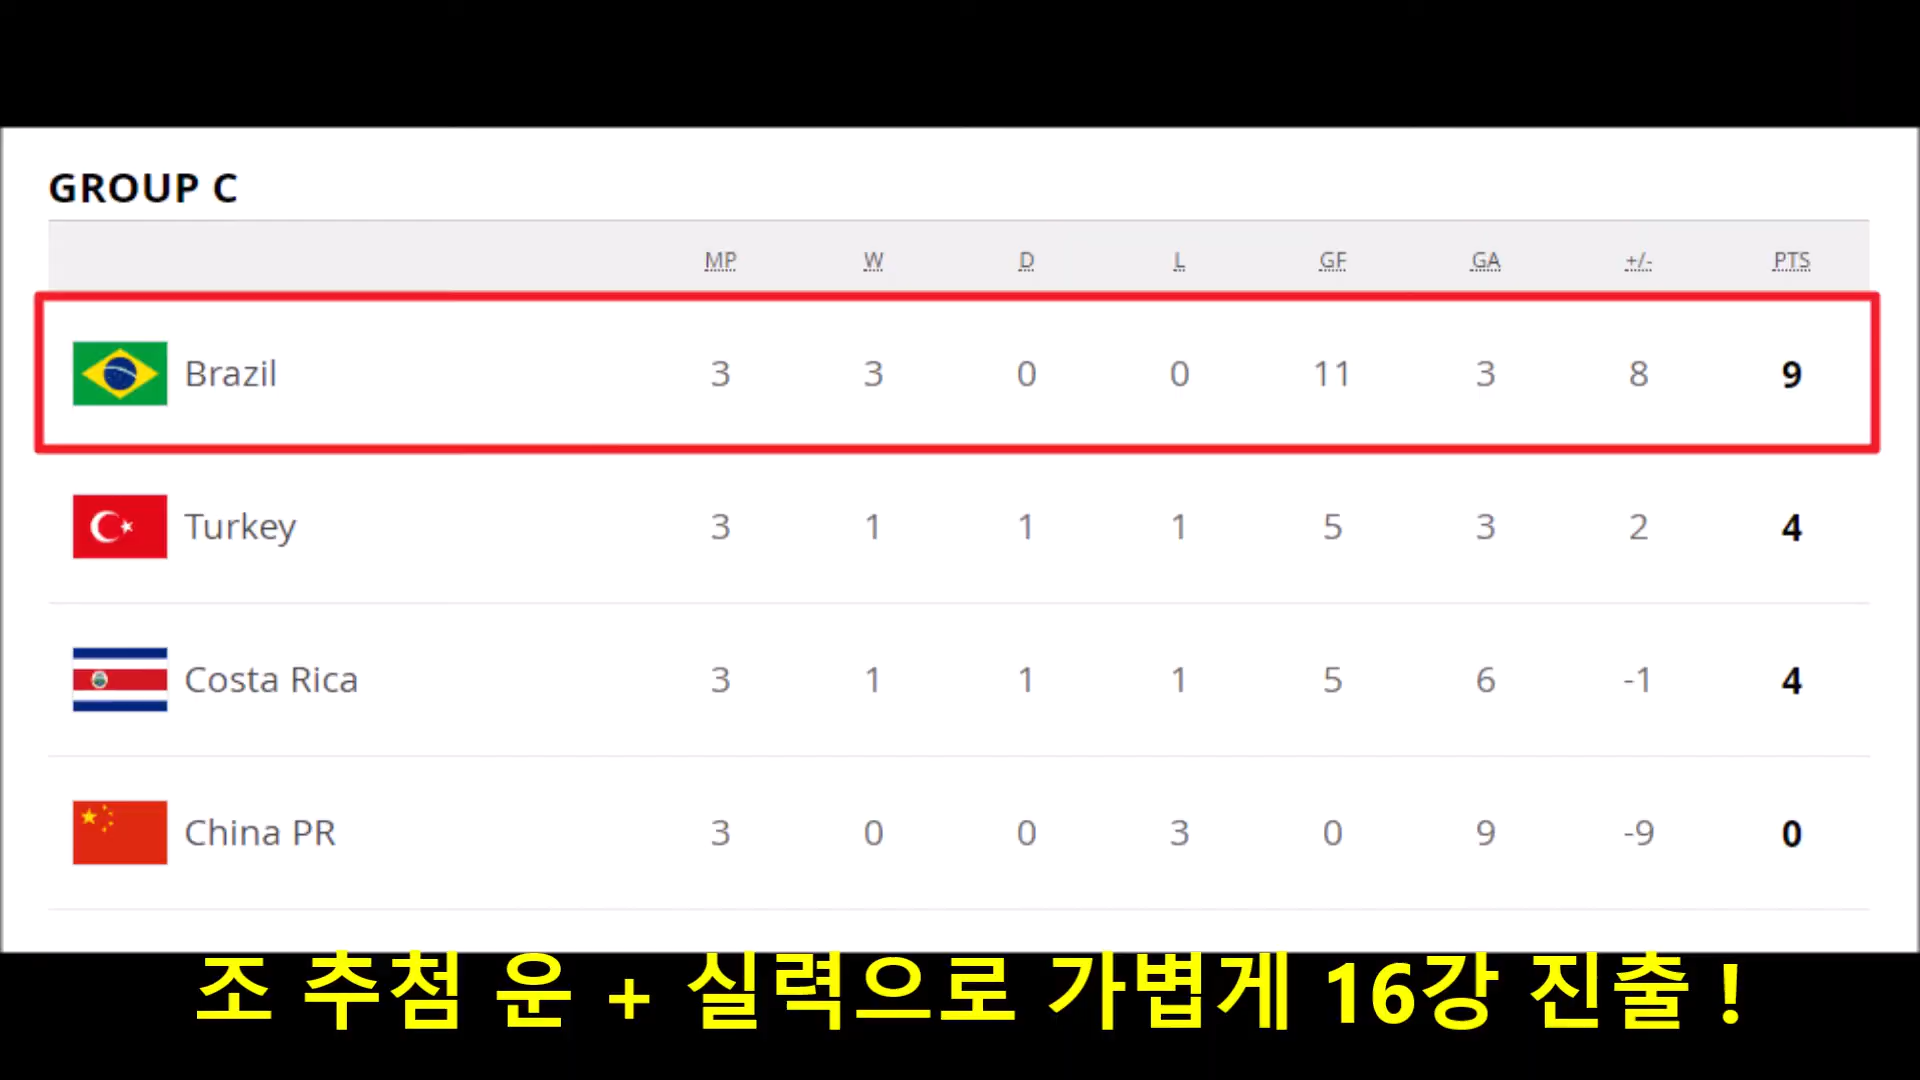 GROUP C
MP W D L GF GA +/- PTS
Brazil 3 3 0 0 11 3 8 9
Turkey 3 1 1 1 5 3 2 4
Costa Rica 3 1 1 1 5 6 -1 4
China PR 3 0 0 3 0 9 -9 0
조 추첨 운 + 실력으로 가볍게 16강 진출 !